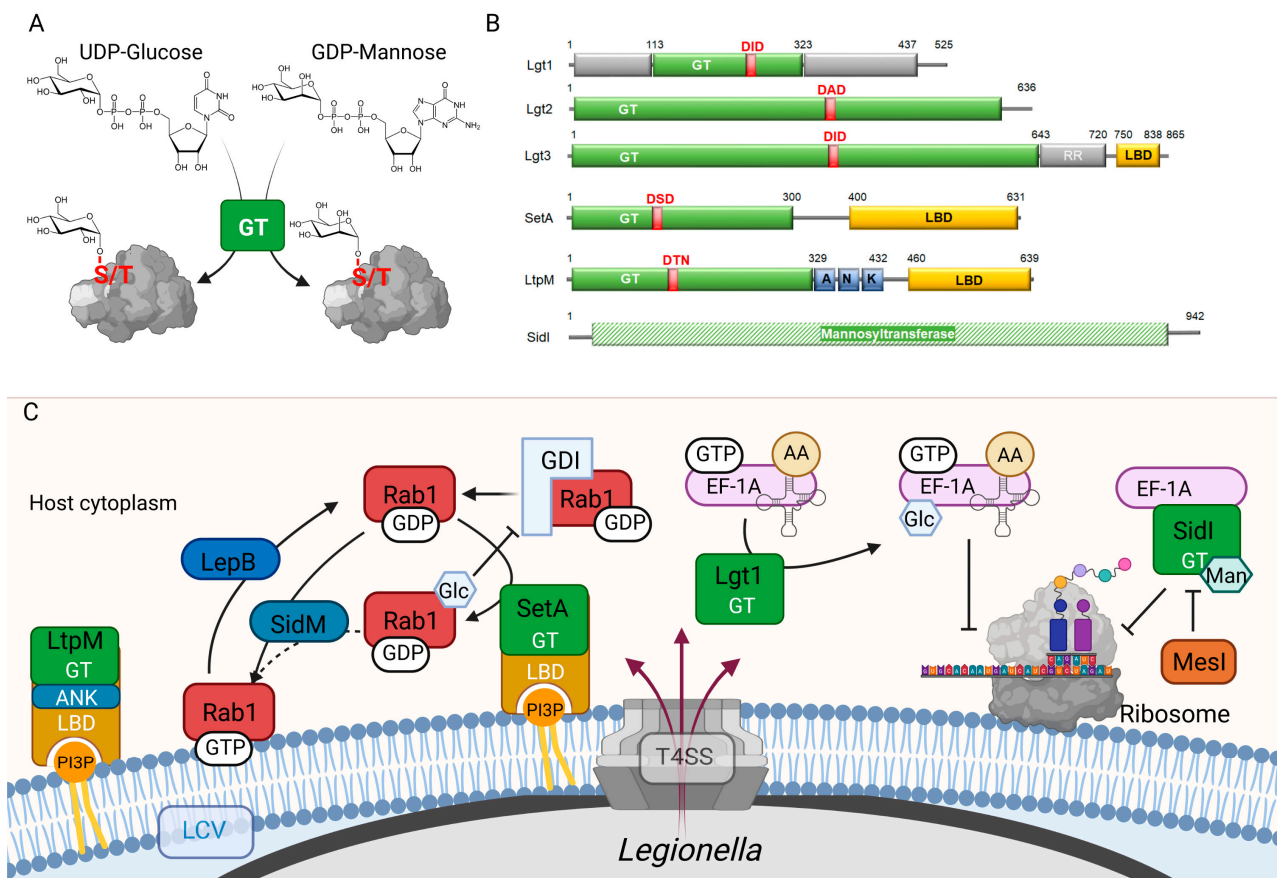 A
UDP-Glucose
GDP-Mannose
GT
S/T
S/T
B
1 113 DID 323 437 525
Lgt1 GT
1 DAD 636
Lgt2 GT
1 DID 643 720 750 838 865
Lgt3 GT RR LBD
1 DSD 300 400 631
SetA GT LBD
1 DTN 329 432 460 639
LtpM GT A N K LBD
1 942
SidI Mannosyltransferase
C
Host cytoplasm
LepB
SidM
Rab1
GDP
GDI
Rab1
GDP
Glc
Rab1
GDP
Rab1
GTP
LtpM
GT
ANK
LBD
PI3P
SetA
GT
LBD
PI3P
GTP
AA
EF-1A
Lgt1
GT
GTP
AA
EF-1A
Glc
EF-1A
SidI
GT
Man
MesI
CAGAUC
GUGCACAAUGAUCAUCGUCUAGAU
Ribosome
T4SS
LCV
Legionella